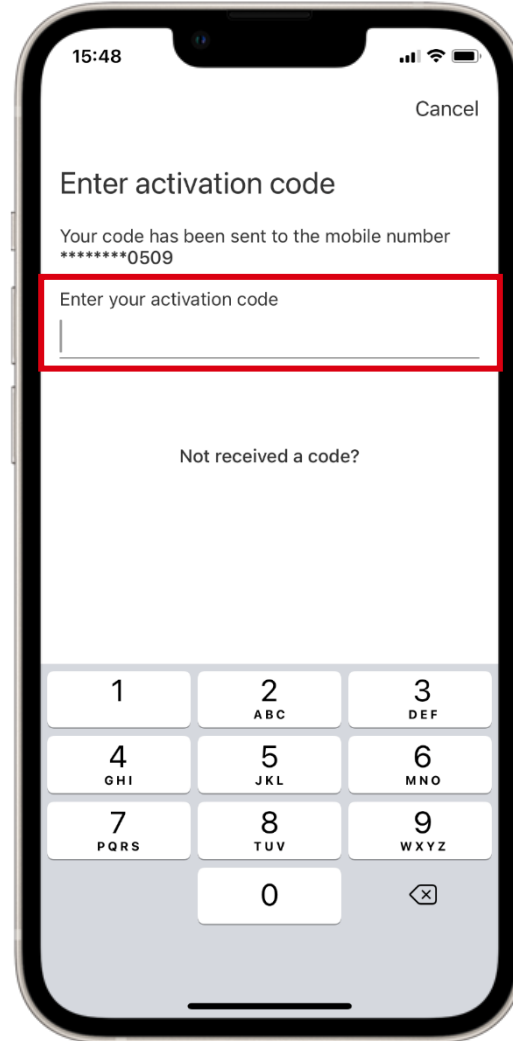 15:48
Cancel
Enter activation code
Your code has been sent to the mobile number
********0509
Enter your activation code
Not received a code?
1 2 3
ABC DEF
4 5 6
GHI JKL MNO
7 8 9
PQRS TUV WXYZ
0